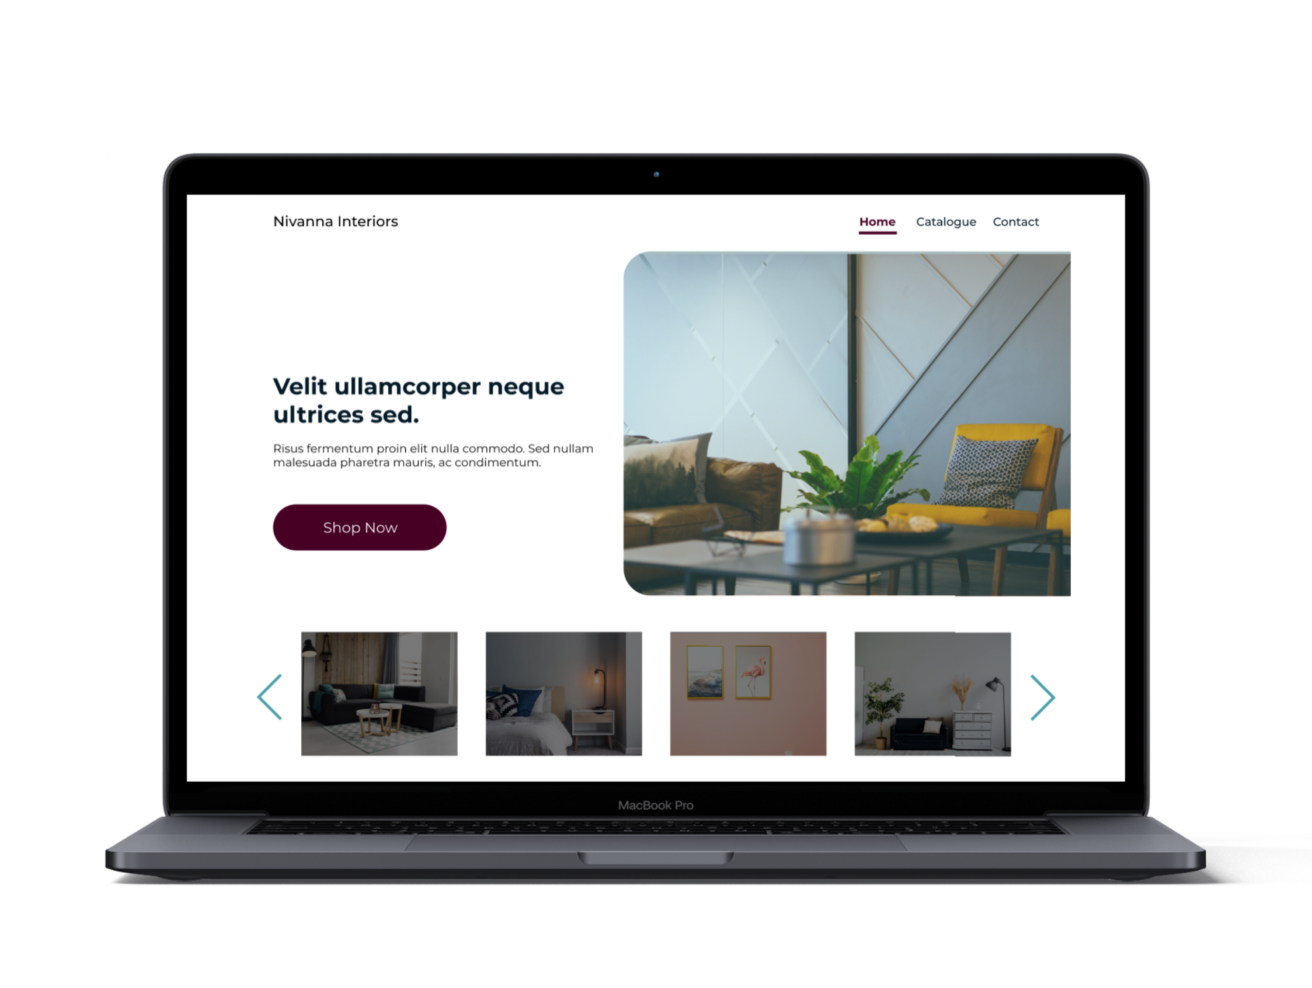 Nivanna Interiors
Home Catalogue Contact
Velit ullamcorper neque
ultrices sed.
Risus fermentum proin elit nulla commodo. Sed nullam
malesuada pharetra mauris, ac condimentum.
Shop Now
MacBook Pro